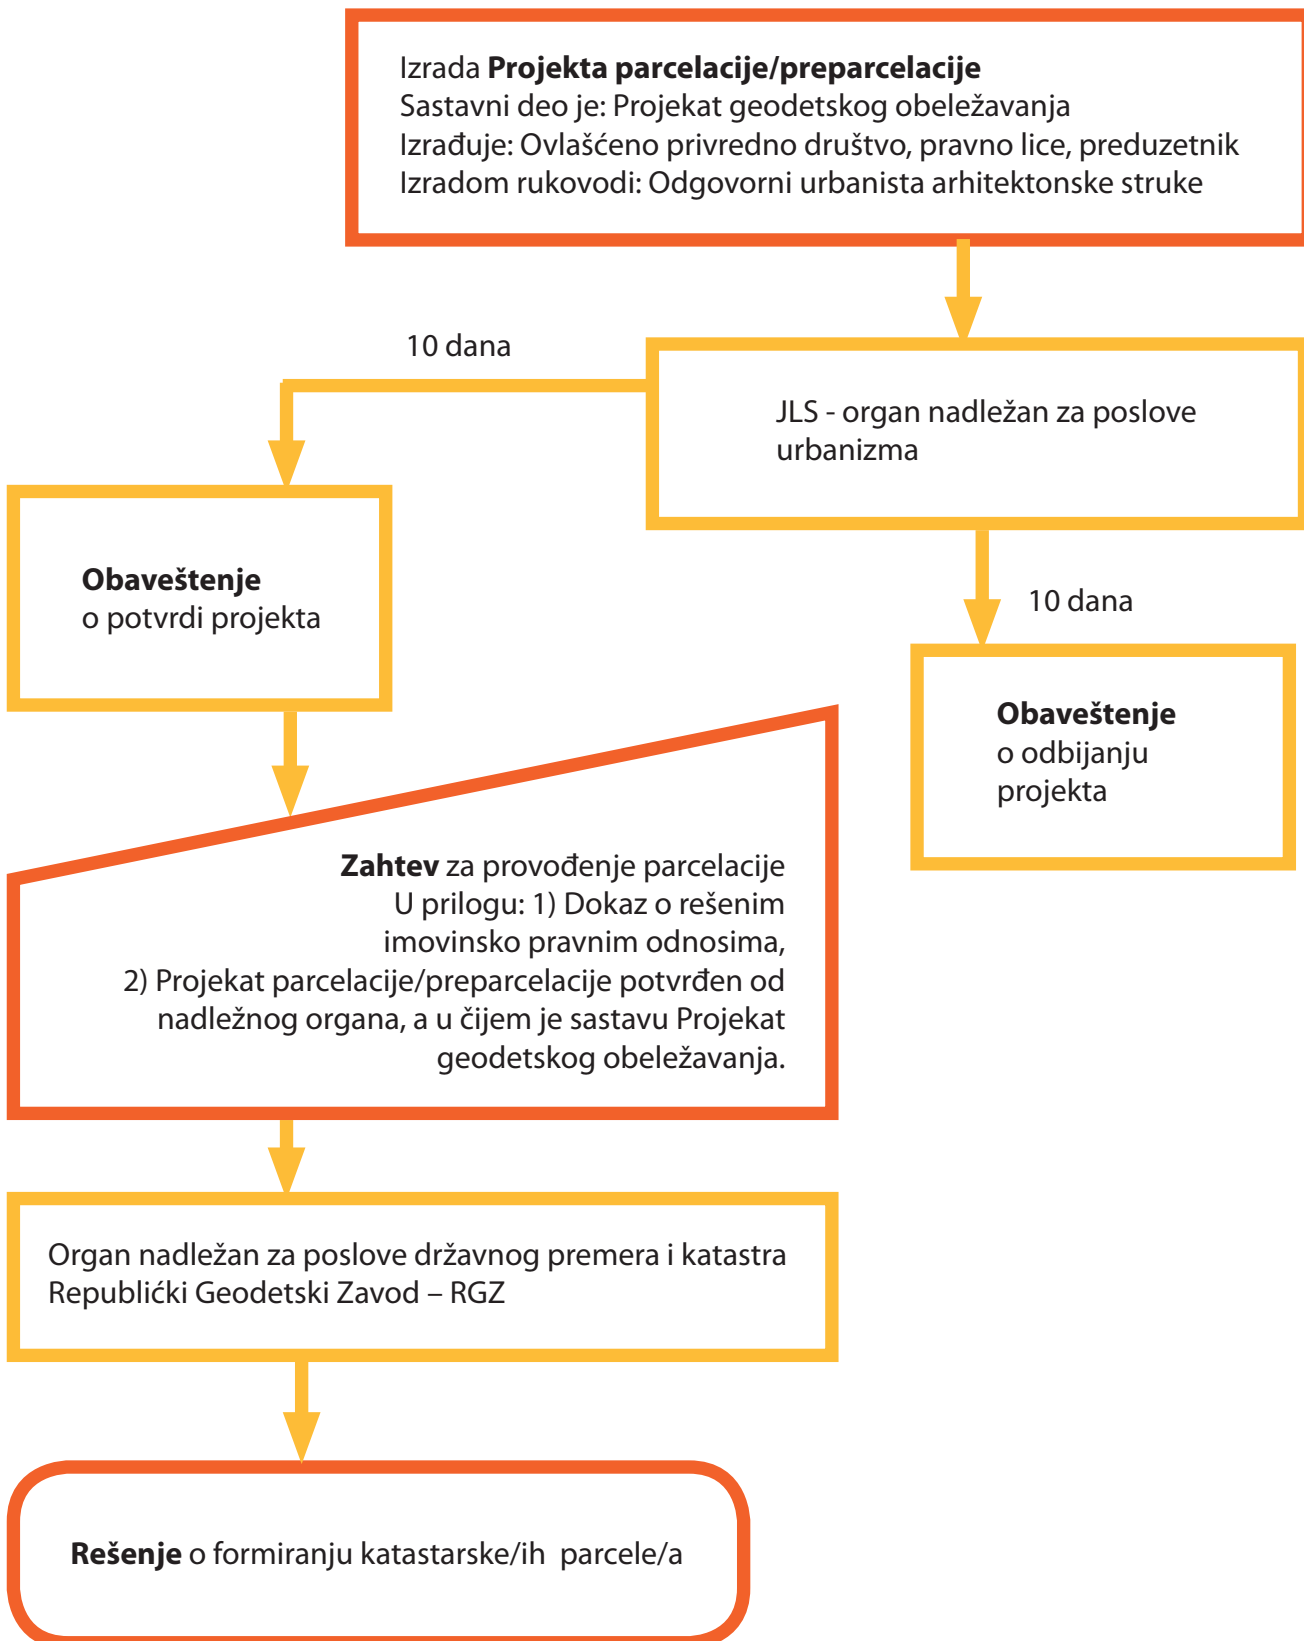 Izrada Projekta parcelacije/preparcelacije
Sastavni deo je: Projekat geodetskog obeležavanja
Izrađuje: Ovlašćeno privredno društvo, pravno lice, preduzetnik
Izradom rukovodi: Odgovorni urbanista arhitektonske struke
10 dana
JLS - organ nadležan za poslove
urbanizma
Obaveštenje
o potvrdi projekta
10 dana
Obaveštenje
o odbijanju
projekta
Zahtev za provođenje parcelacije
U prilogu: 1) Dokaz o rešenim
imovinsko pravnim odnosima,
2) Projekat parcelacije/preparcelacije potvrđen od
nadležnog organa, a u čijem je sastavu Projekat
geodetskog obeležavanja.
Organ nadležan za poslove državnog premera i katastra
Republićki Geodetski Zavod – RGZ
Rešenje o formiranju katastarske/ih  parcele/a